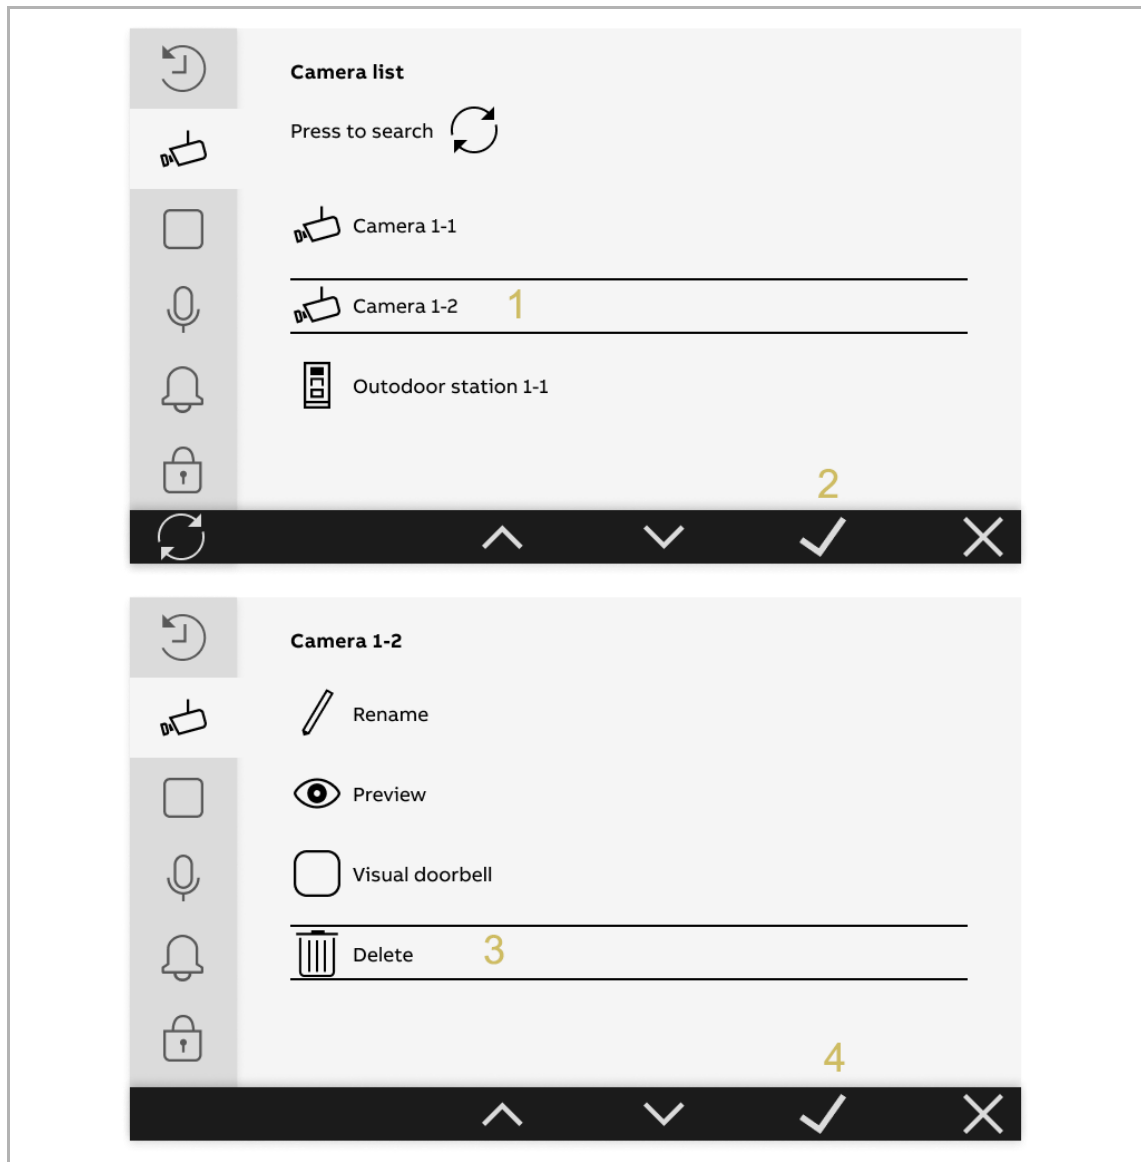 Camera list
Press to search
Camera 1-1
Camera 1-2 1
Outodoor station 1-1
2
Camera 1-2
Rename
Preview
Visual doorbell
Delete 3
4